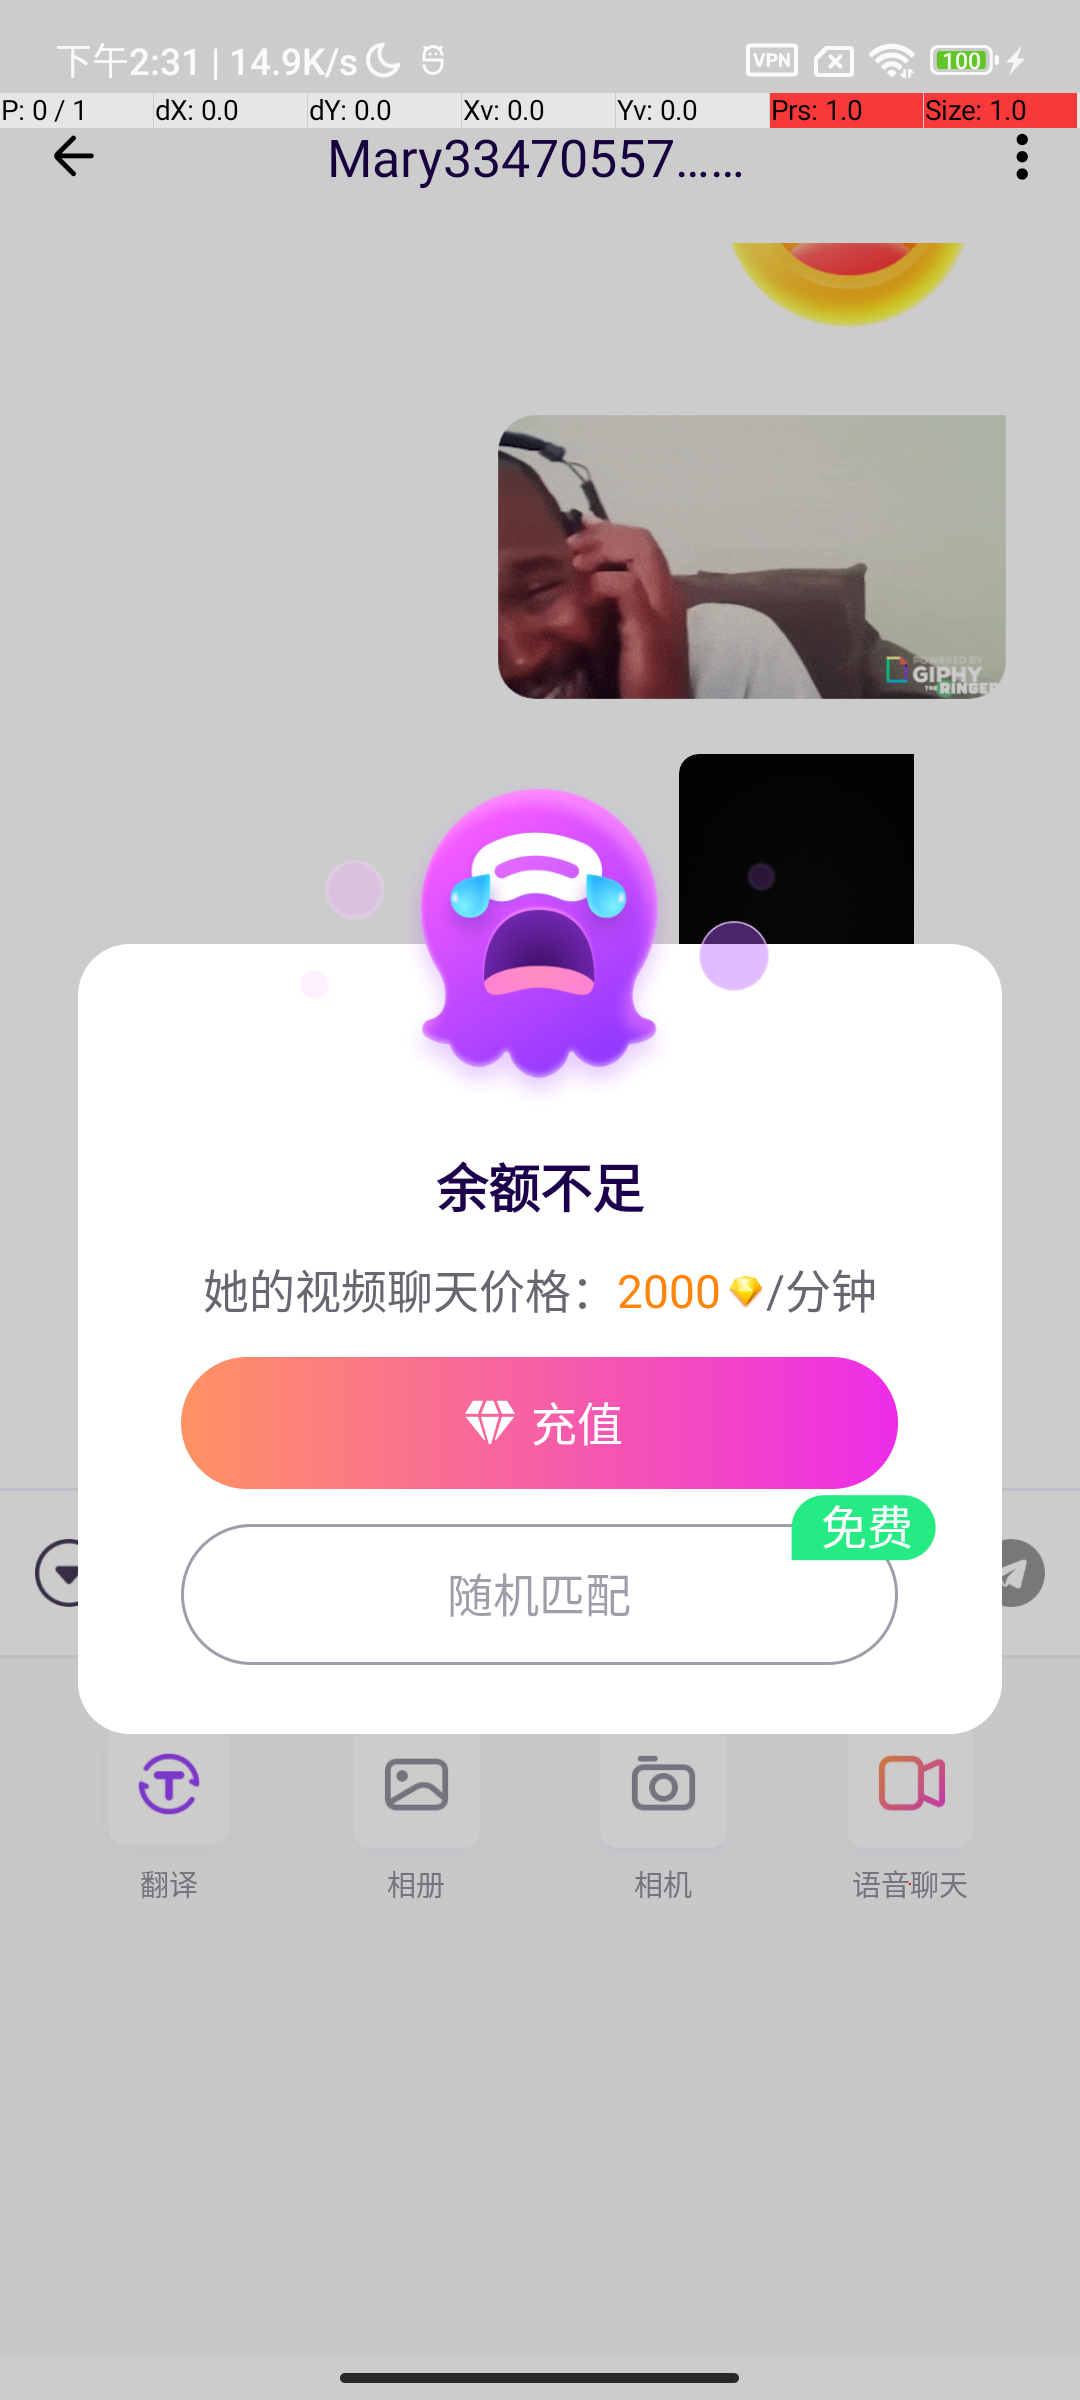 下午2:31 | 14.9K/s
VPN
100
P: 0 / 1
dX: 0.0
dY: 0.0
Xv: 0.0
Yv: 0.0
Prs: 1.0
Size: 1.0
Mary33470557......
POWERED BY
GIPHY
THE RINGER
余额不足
她的视频聊天价格：2000/分钟
充值
免费
随机匹配
翻译
相册
相机
语音聊天